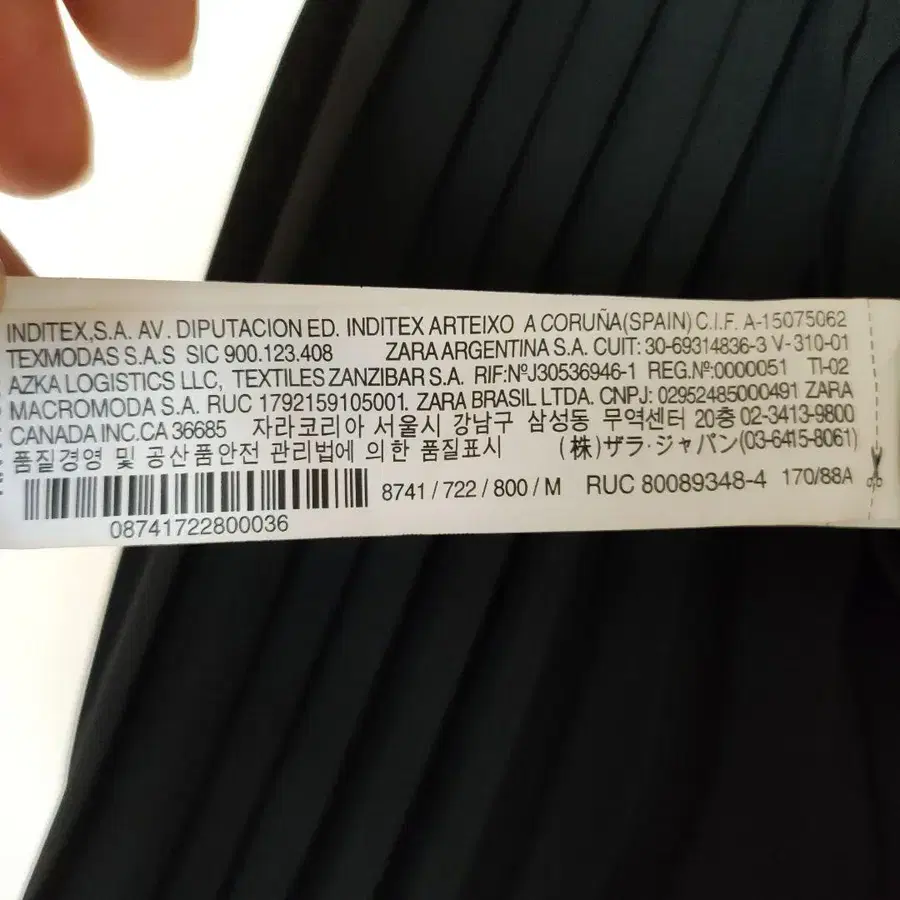 INDITEX,S.A. AV. DIPUTACION ED. INDITEX ARTEIXO A CORUÑA(SPAIN) C.I.F. A-15075062
TEXMODAS S.A.S SIC 900.123.408 ZARA ARGENTINA S.A. CUIT: 30-69314836-3 V-310-01
AZKA LOGISTICS LLC, TEXTILES ZANZIBAR S.A. RIF:NºJ30536946-1 REG.Nº:0000051 TI-02
MACROMODA S.A. RUC 1792159105001. ZARA BRASIL LTDA. CNPJ: 02952485000491 ZARA
CANADA INC.CA 36685 자라코리아 서울시 강남구 삼성동 무역센터 20층 02-3413-9800
품질경영 및 공산품안전 관리법에 의한 품질표시 (株)ザラ・ジャパン(03-6415-8061)
8741 / 722 / 800 / M RUC 80089348-4 170/88A
08741722800036